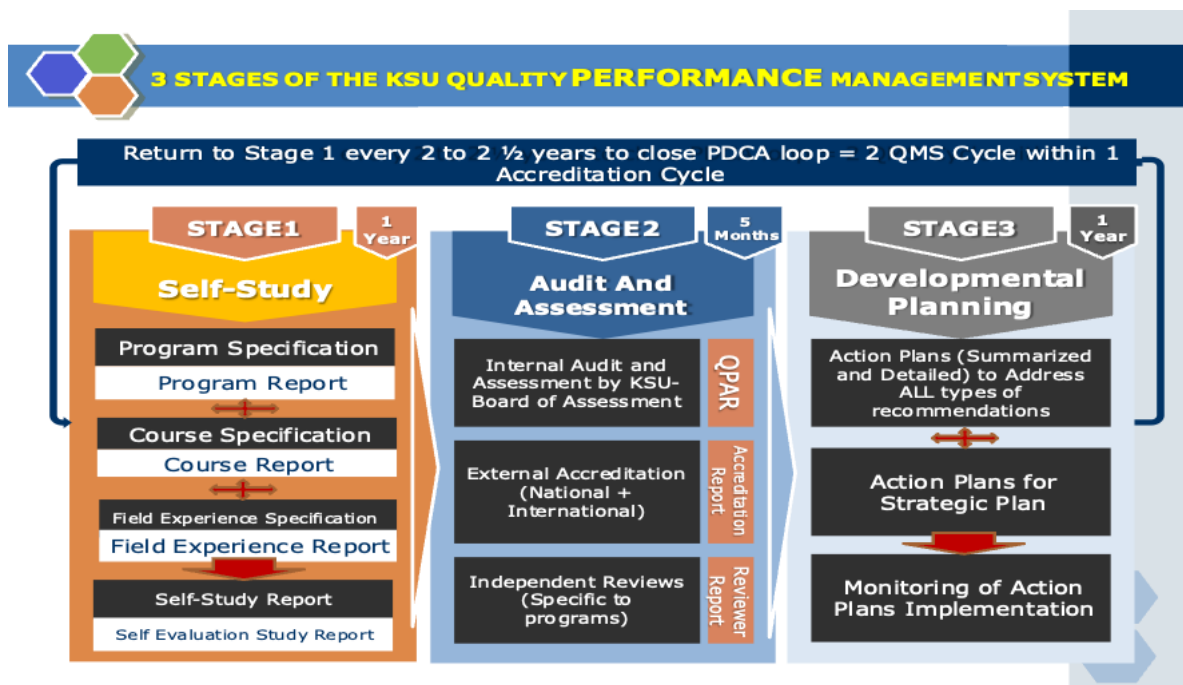 3 STAGES OF THE KSU QUALITY PERFORMANCE MANAGEMENT SYSTEM
Return to Stage 1 every 2 to 2 ½ years to close PDCA loop = 2 QMS Cycle within 1
Accreditation Cycle
STAGE1
1
Year
Self-Study
Program Specification
Program Report
Course Specification
Course Report
Field Experience Specification
Field Experience Report
Self-Study Report
Self Evaluation Study Report
STAGE2
5
Months
Audit And
Assessment
Internal Audit and
Assessment by KSU-
Board of Assessment
QPAR
External Accreditation
(National +
International)
Accreditation
Report
Independent Reviews
(Specific to
programs)
Reviewer
Report
STAGE3
1
Year
Developmental
Planning
Action Plans (Summarized
and Detailed) to Address
ALL types of
recommendations
Action Plans for
Strategic Plan
Monitoring of Action
Plans Implementation